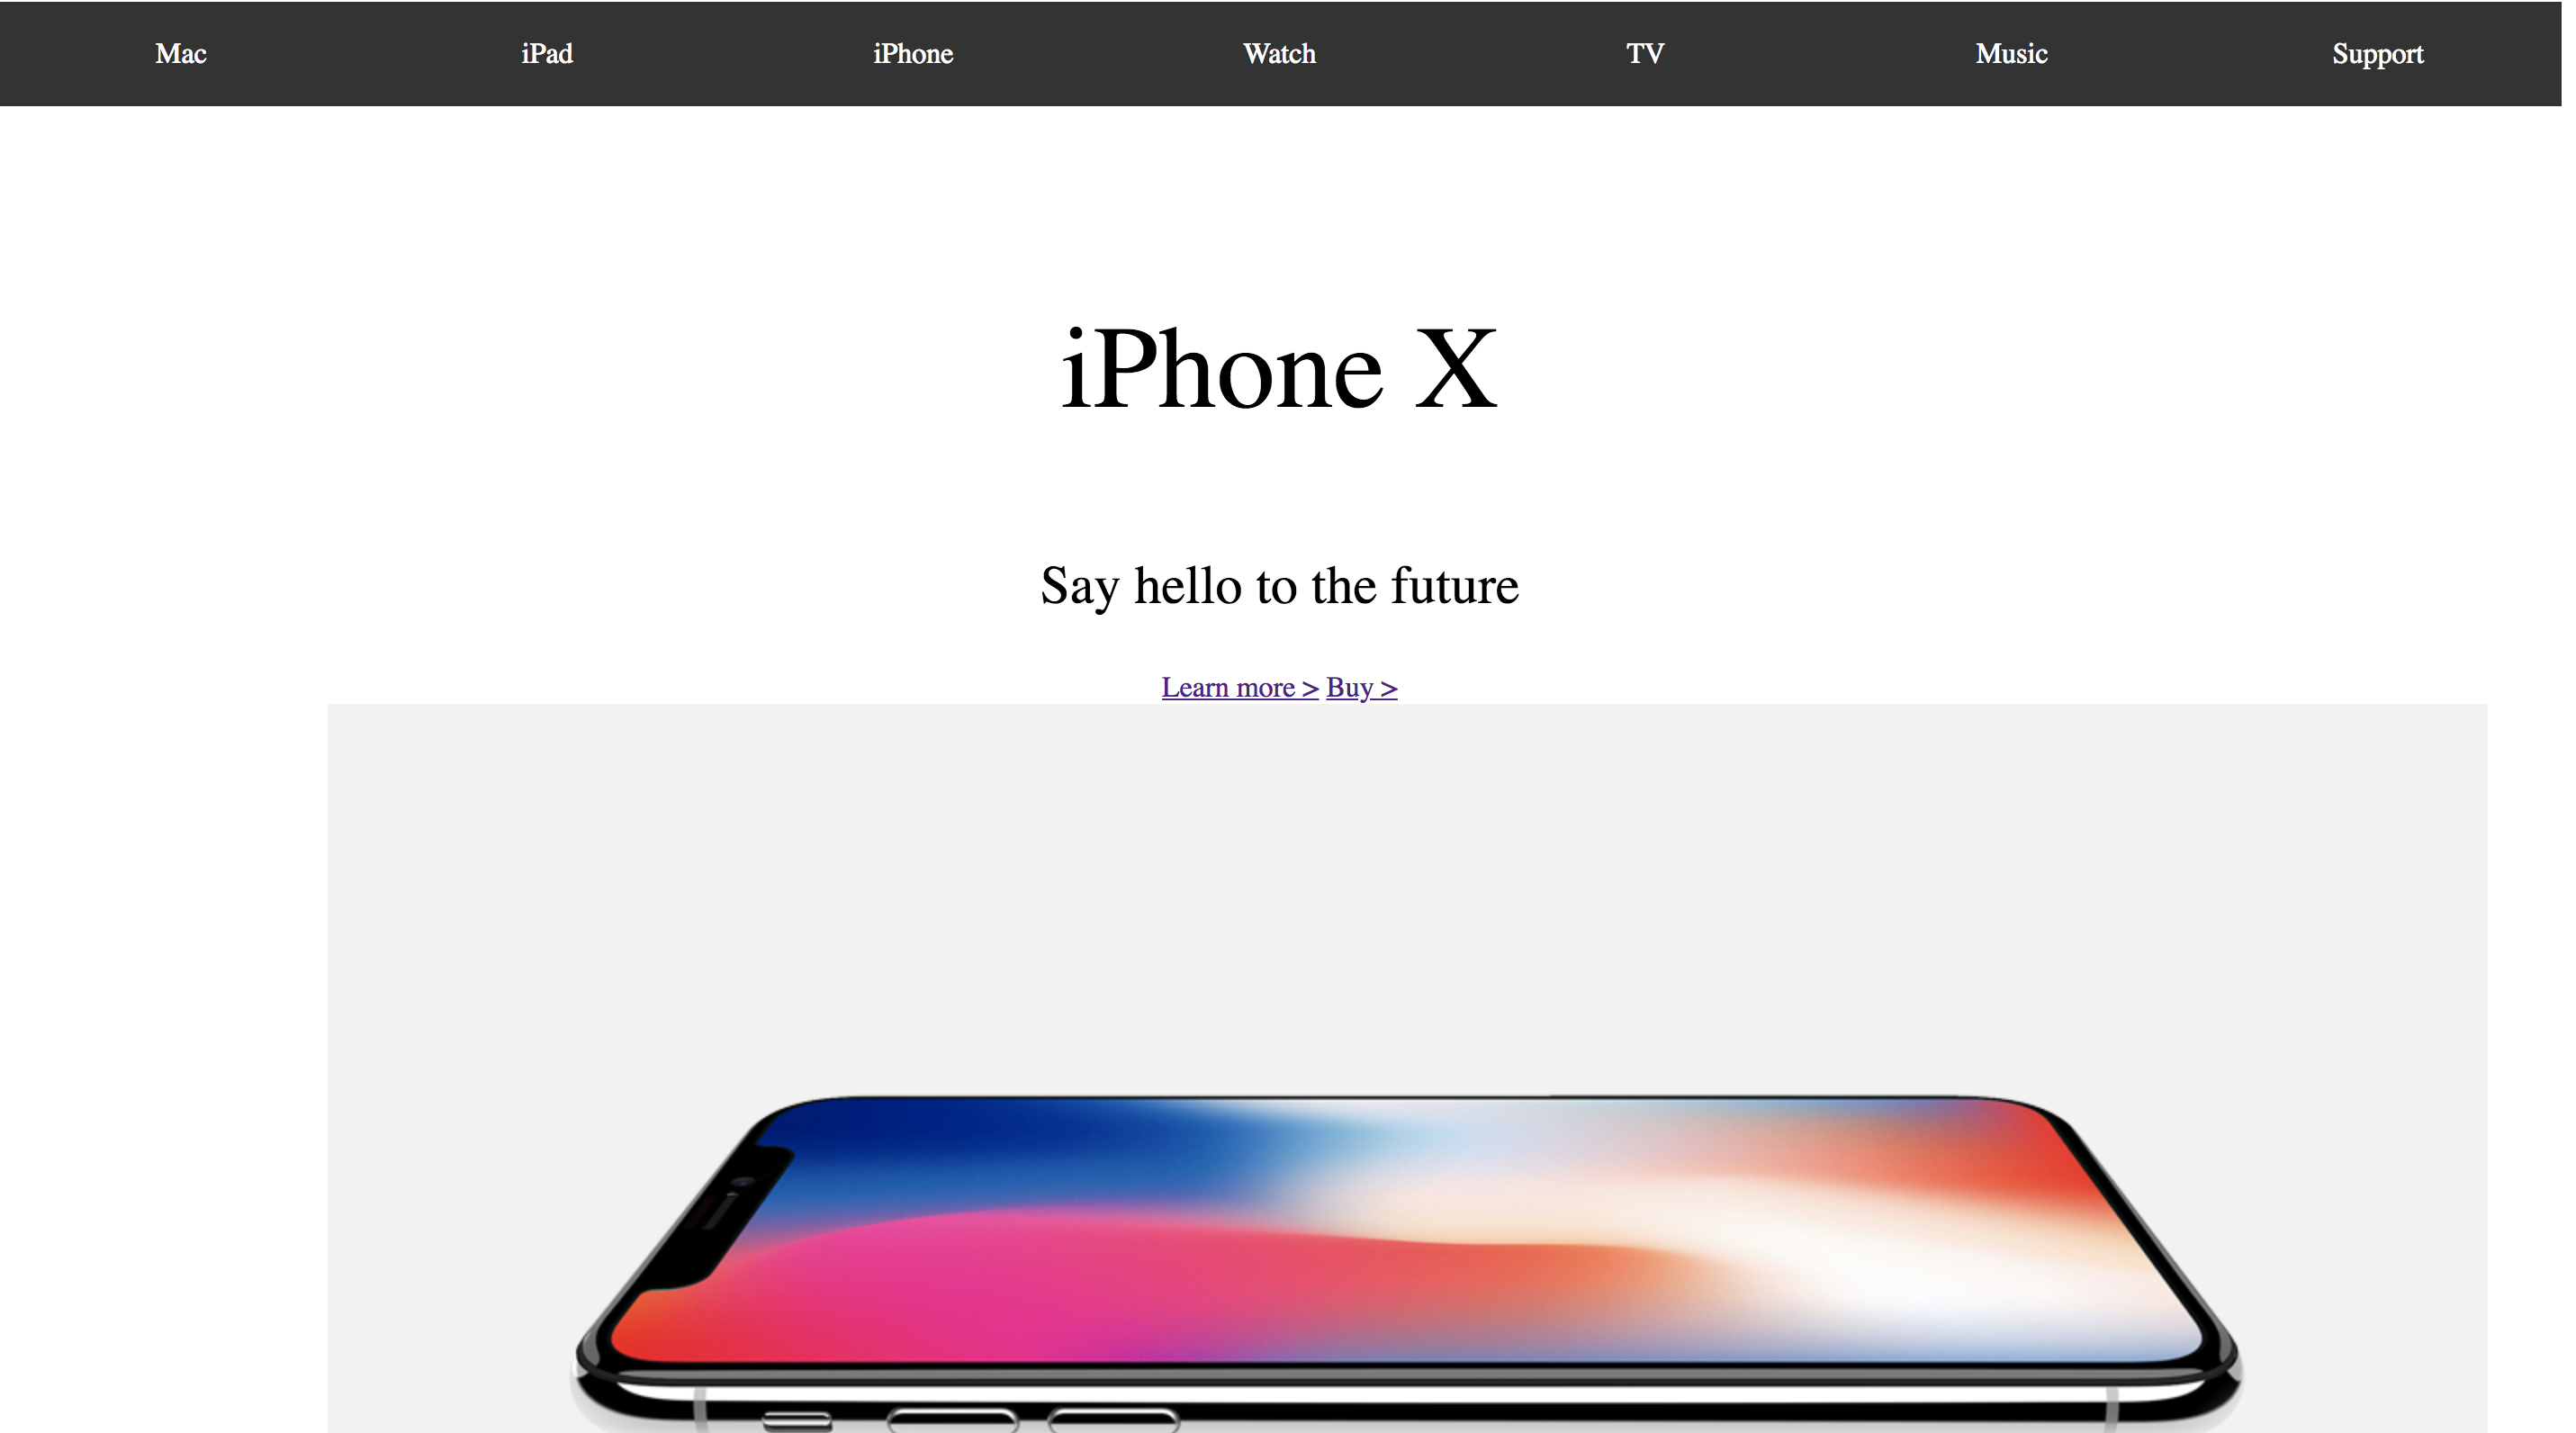 Mac iPad iPhone Watch TV Music Support
iPhone X
Say hello to the future
Learn more > Buy >